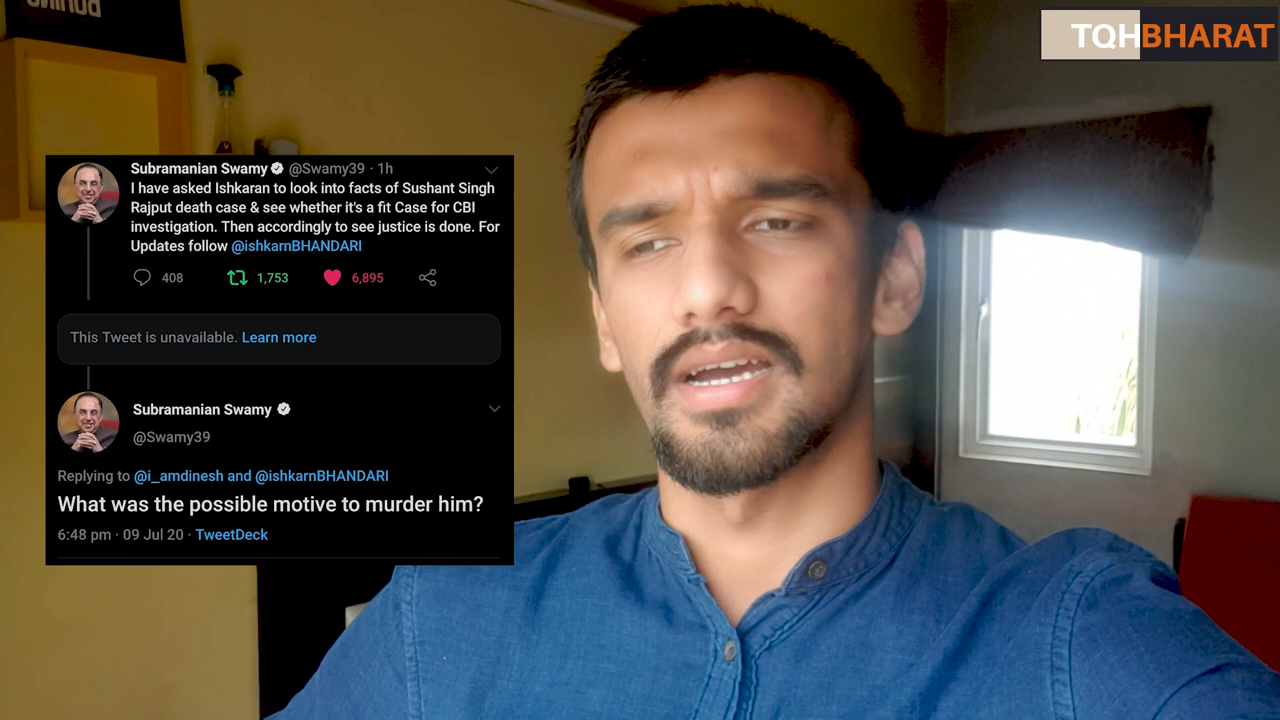 TQHBHARAT
Subramanian Swamy @Swamy39 · 1h
I have asked Ishkaran to look into facts of Sushant Singh
Rajput death case & see whether it's a fit Case for CBI
investigation. Then accordingly to see justice is done. For
Updates follow @ishkarnBHANDARI
408 1,753 6,895
This Tweet is unavailable. Learn more
Subramanian Swamy
@Swamy39
Replying to @i_amdinesh and @ishkarnBHANDARI
What was the possible motive to murder him?
6:48 pm · 09 Jul 20 · TweetDeck